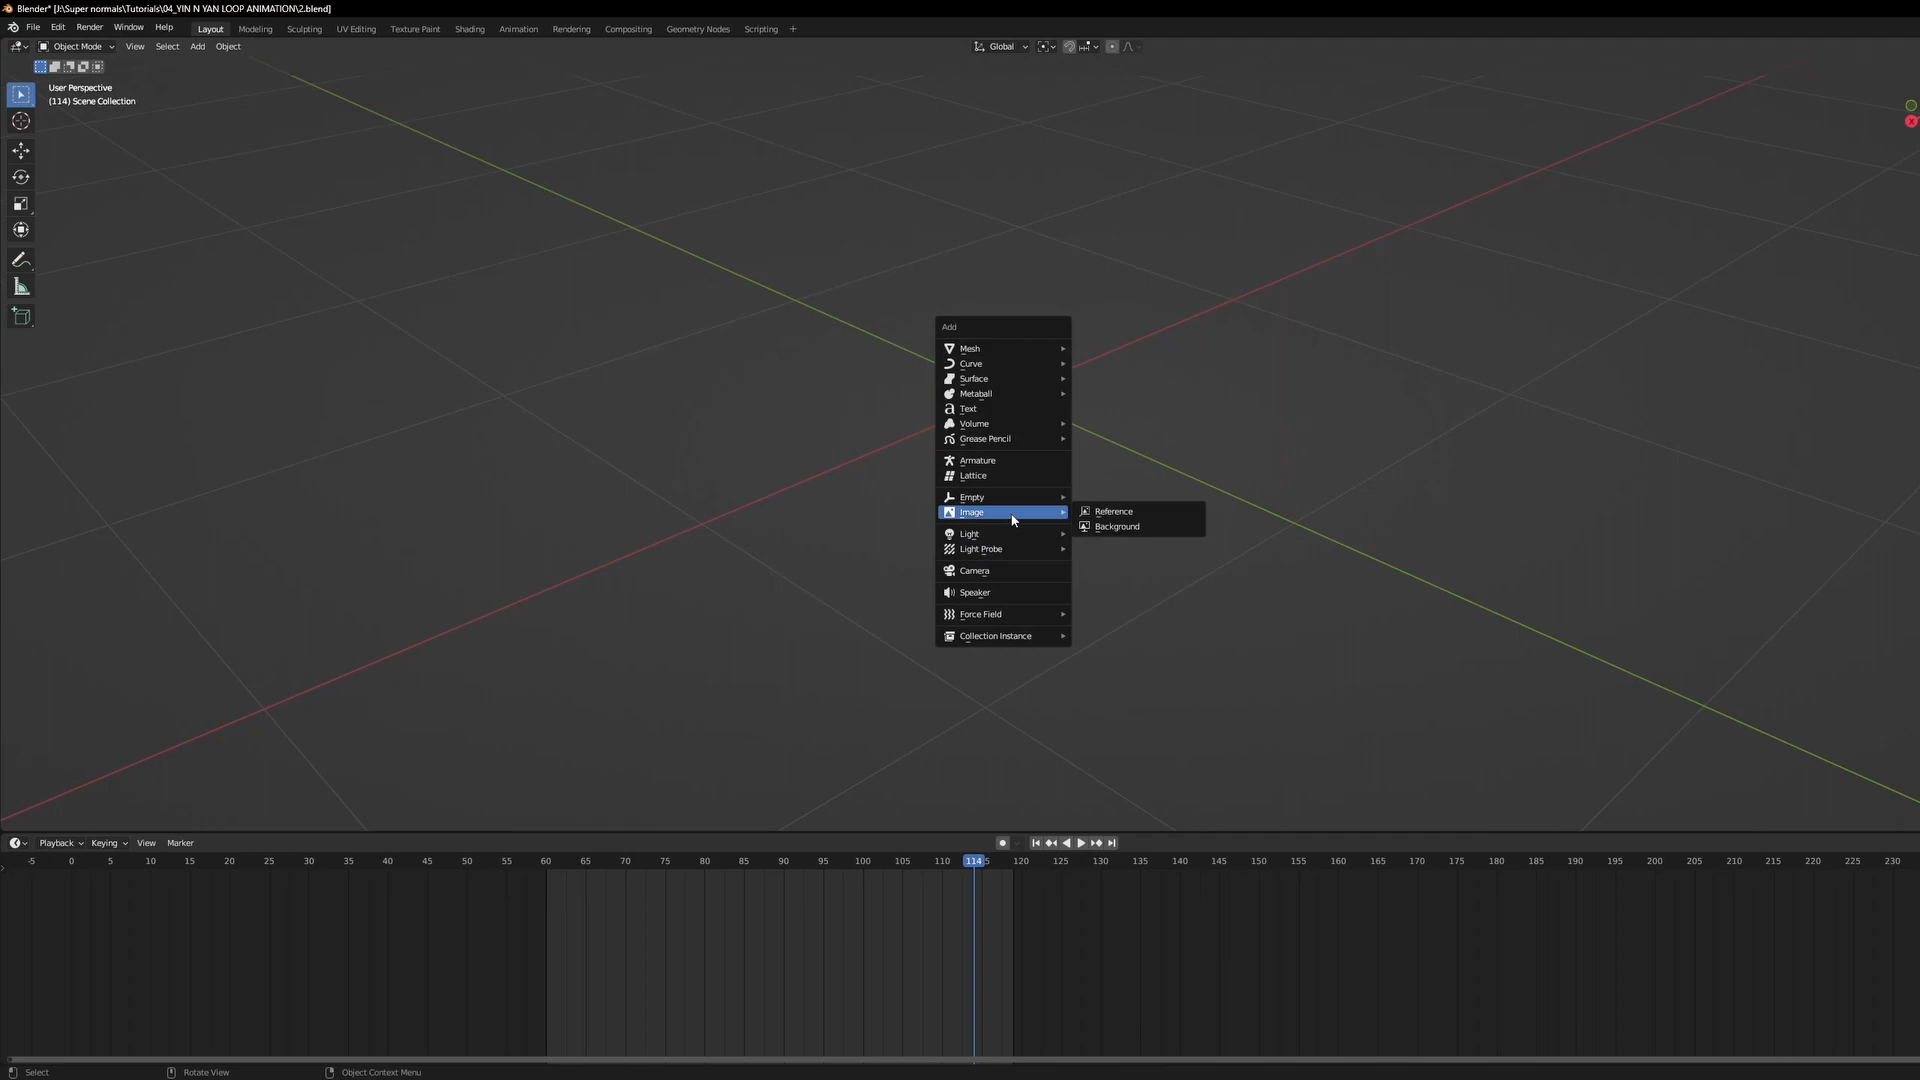 Blender* [J:\Super normals\Tutorials\04_YIN N YAN LOOP ANIMATION\2.blend]
File Edit Render Window Help Layout Modeling Sculpting UV Editing Texture Paint Shading Animation Rendering Compositing Geometry Nodes Scripting +
Object Mode View Select Add Object Global
User Perspective
(114) Scene Collection
X
Add
Mesh
Curve
Surface
Metaball
Text
Volume
Grease Pencil
Armature
Lattice
Empty
Image
Reference
Background
Light
Light Probe
Camera
Speaker
Force Field
Collection Instance
Playback Keying View Marker
-5 0 5 10 15 20 25 30 35 40 45 50 55 60 65 70 75 80 85 90 95 100 105 110 114 120 125 130 135 140 145 150 155 160 165 170 175 180 185 190 195 200 205 210 215 220 225 230
Select Rotate View Object Context Menu